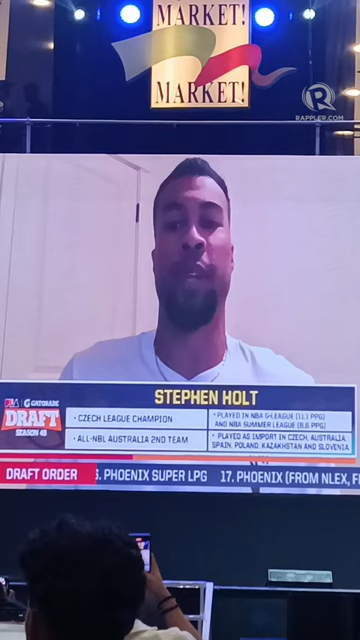 MARKET!
MARKET!
R
RAPPLER.COM
STEPHEN HOLT
PBA GATORADE
DRAFT
SEASON 48
• CZECH LEAGUE CHAMPION
• PLAYED IN NBA G-LEAGUE (11.1 PPG)
AND NBA SUMMER LEAGUE (8.6 PPG)
• ALL-NBL AUSTRALIA 2ND TEAM
• PLAYED AS IMPORT IN CZECH, AUSTRALIA,
SPAIN, POLAND, KAZAKHSTAN AND SLOVENIA
DRAFT ORDER
. PHOENIX SUPER LPG 17. PHOENIX (FROM NLEX, F